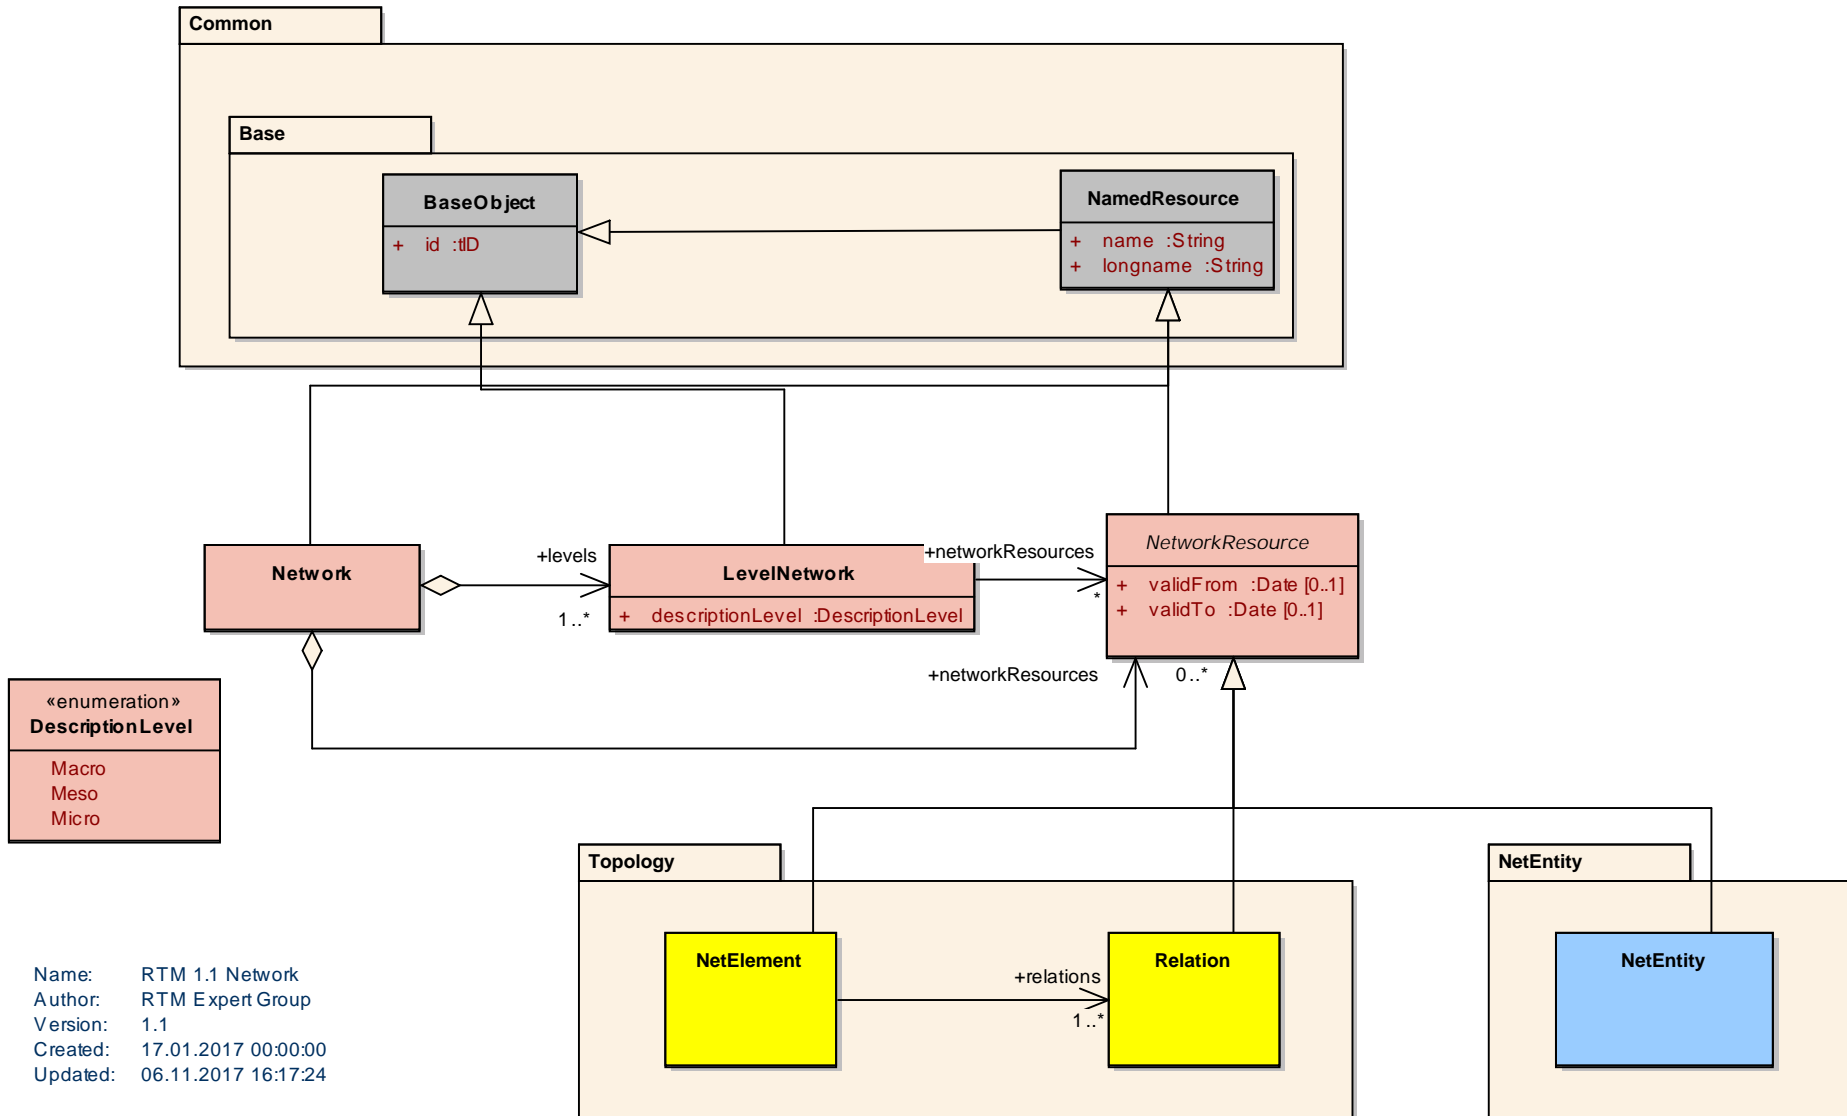 Common
Base
BaseObject
+ id :tID
NamedResource
+ name :String
+ longname :String
Network
+levels
1..*
LevelNetwork
+ descriptionLevel :DescriptionLevel
+networkResources
*
NetworkResource
+ validFrom :Date [0..1]
+ validTo :Date [0..1]
+networkResources
0..*
«enumeration»
DescriptionLevel
Macro
Meso
Micro
Topology
NetElement
+relations
1..*
Relation
NetEntity
NetEntity
Name: RTM 1.1 Network
Author: RTM Expert Group
Version: 1.1
Created: 17.01.2017 00:00:00
Updated: 06.11.2017 16:17:24